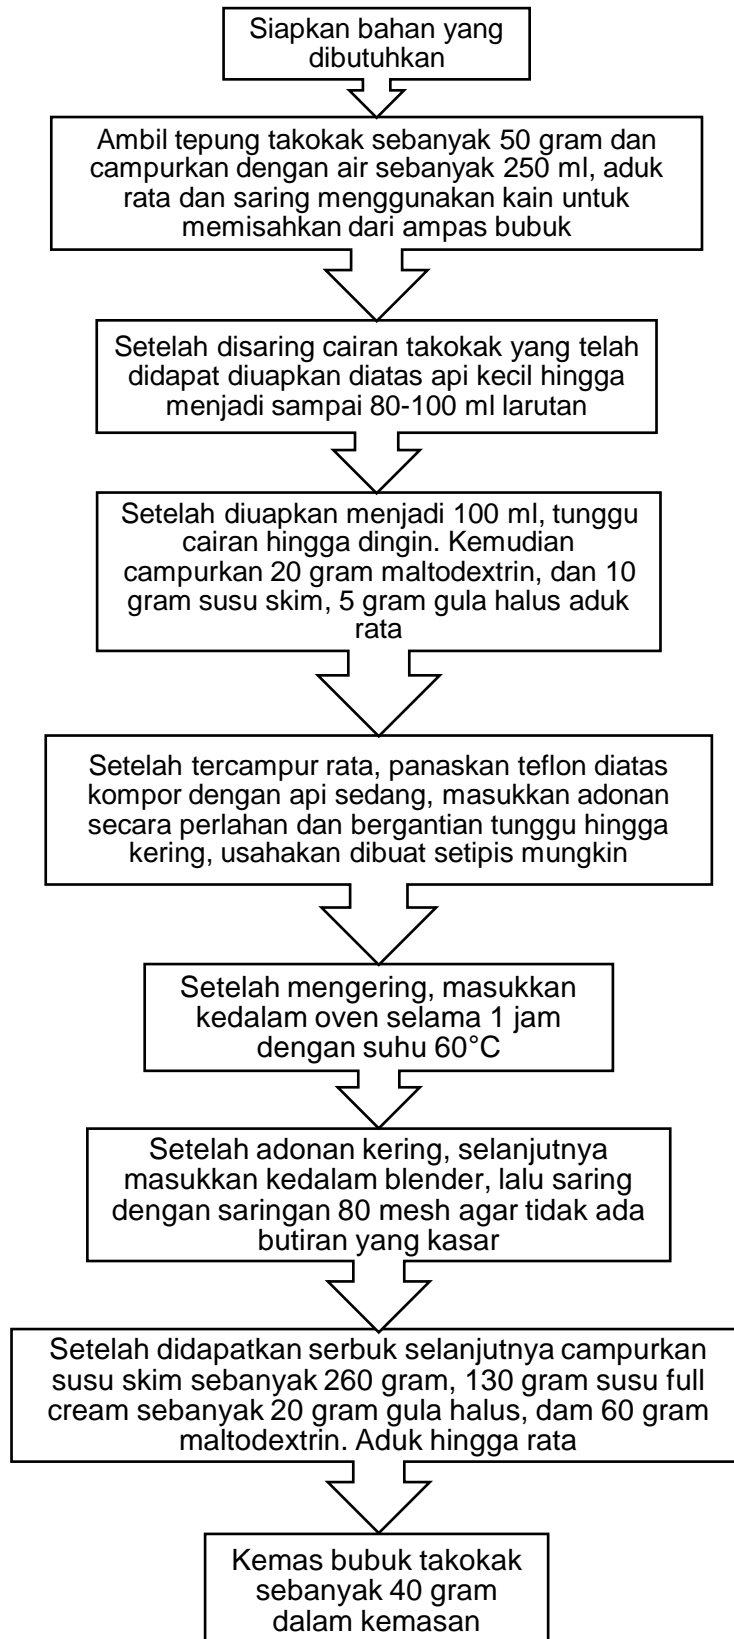 Siapkan bahan yang
dibutuhkan
Ambil tepung takokak sebanyak 50 gram dan
campurkan dengan air sebanyak 250 ml, aduk
rata dan saring menggunakan kain untuk
memisahkan dari ampas bubuk
Setelah disaring cairan takokak yang telah
didapat diuapkan diatas api kecil hingga
menjadi sampai 80-100 ml larutan
Setelah diuapkan menjadi 100 ml, tunggu
cairan hingga dingin. Kemudian
campurkan 20 gram maltodextrin, dan 10
gram susu skim, 5 gram gula halus aduk
rata
Setelah tercampur rata, panaskan teflon diatas
kompor dengan api sedang, masukkan adonan
secara perlahan dan bergantian tunggu hingga
kering, usahakan dibuat setipis mungkin
Setelah mengering, masukkan
kedalam oven selama 1 jam
dengan suhu 60°C
Setelah adonan kering, selanjutnya
masukkan kedalam blender, lalu saring
dengan saringan 80 mesh agar tidak ada
butiran yang kasar
Setelah didapatkan serbuk selanjutnya campurkan
susu skim sebanyak 260 gram, 130 gram susu full
cream sebanyak 20 gram gula halus, dam 60 gram
maltodextrin. Aduk hingga rata
Kemas bubuk takokak
sebanyak 40 gram
dalam kemasan